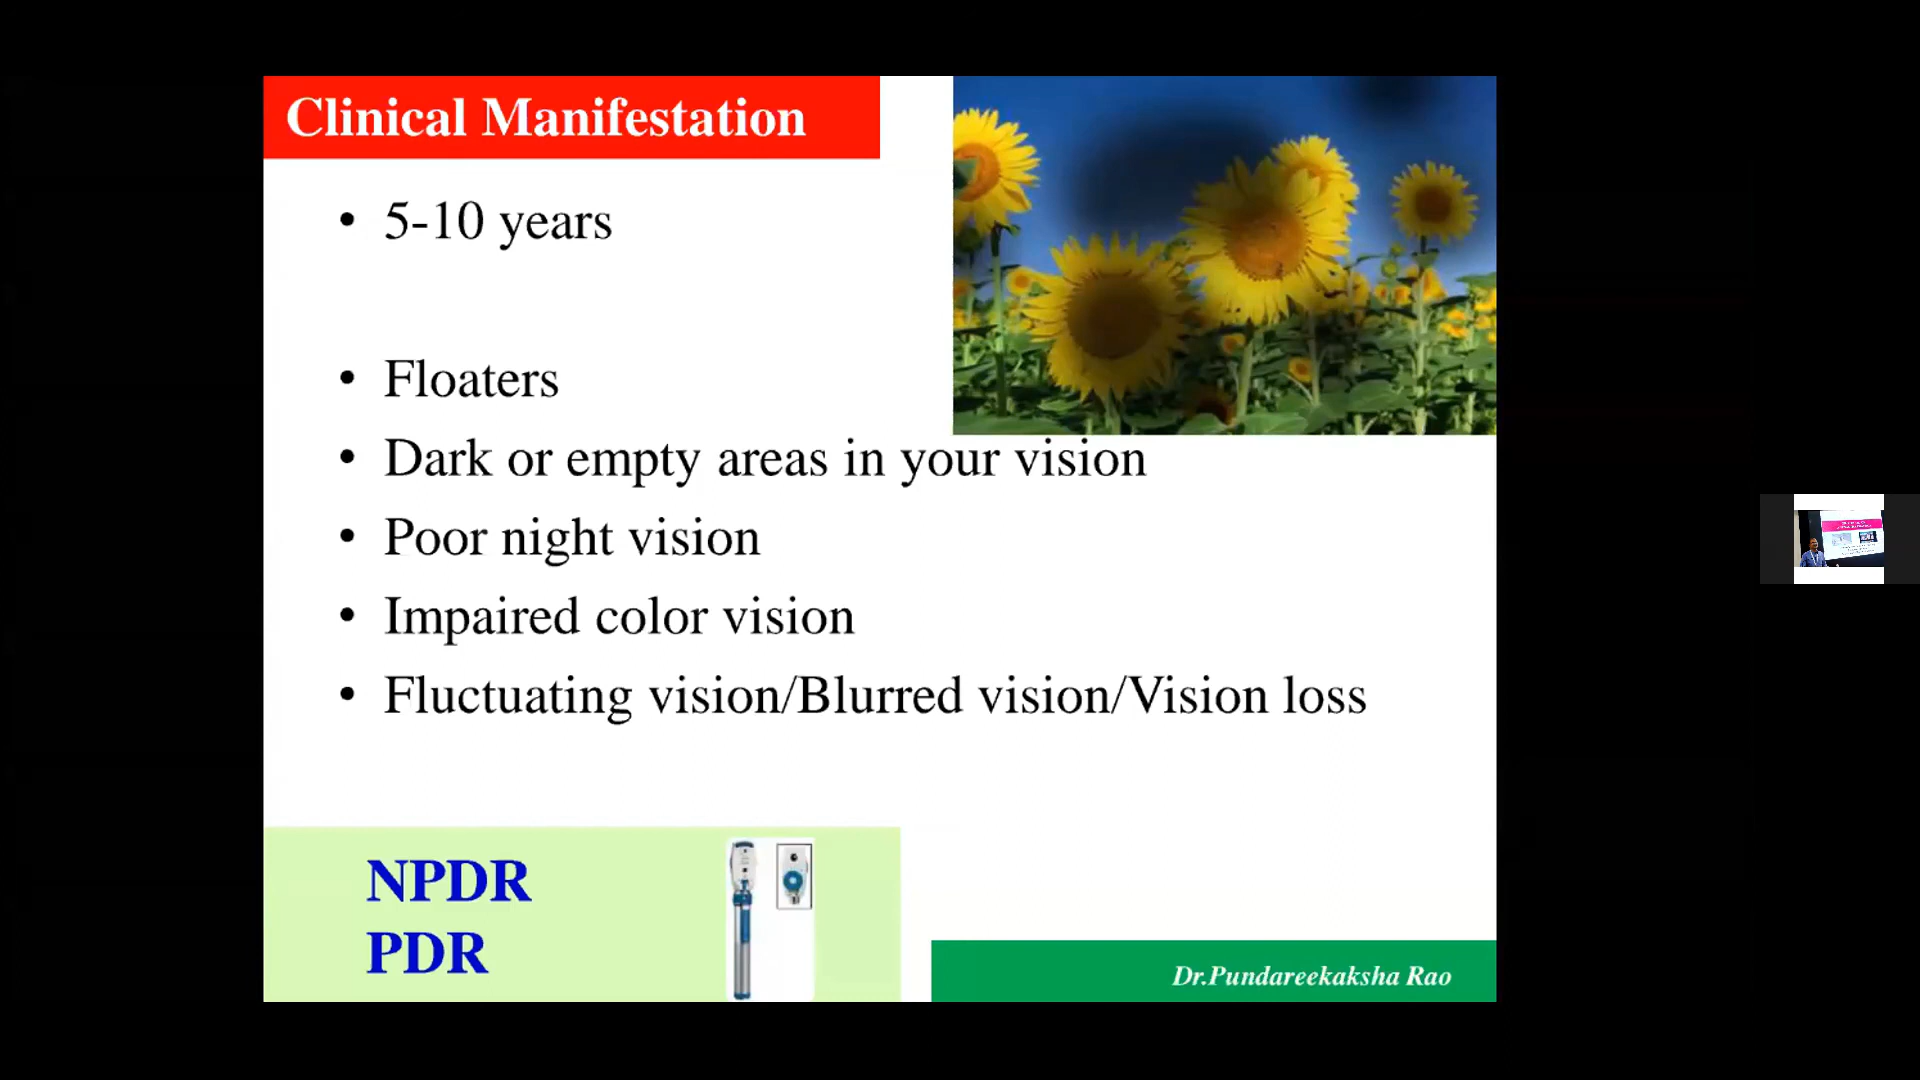 Clinical Manifestation
• 5-10 years
• Floaters
• Dark or empty areas in your vision
• Poor night vision
• Impaired color vision
• Fluctuating vision/Blurred vision/Vision loss
NPDR
PDR
Dr.Pundareekaksha Rao